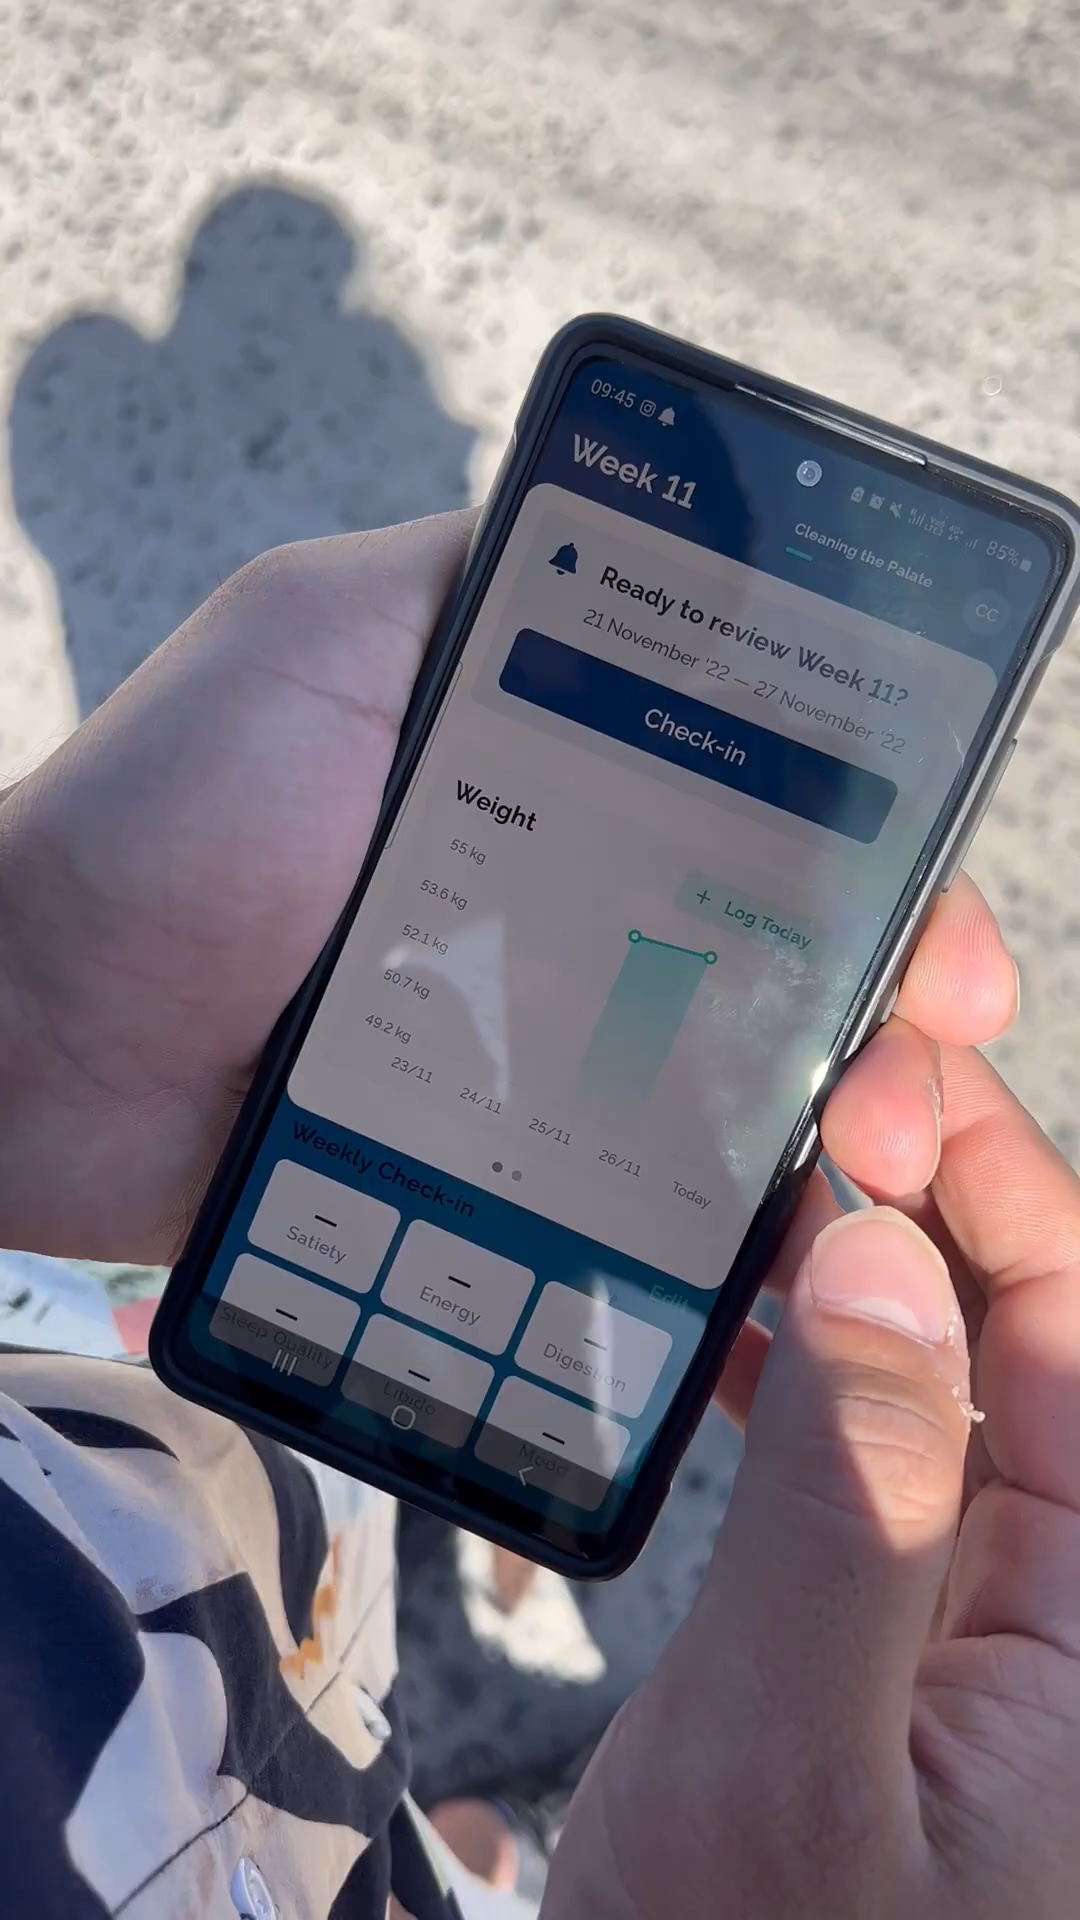 09:45
85%
Week 11
Cleaning the Palate
CC
Ready to review Week 11?
21 November '22 — 27 November '22
Check-in
Weight
+ Log Today
55 kg
53.6 kg
52.1 kg
50.7 kg
49.2 kg
23/11 24/11 25/11 26/11 Today
Weekly Check-in
Edit
Satiety
Energy
Digestion
Sleep Quality
Libido
Mood